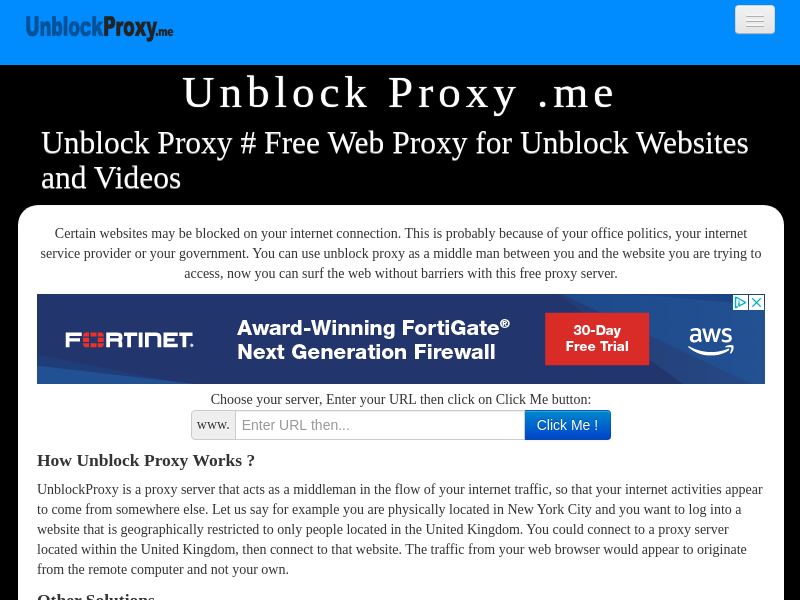 UnblockProxy.me
Unblock Proxy .me
Unblock Proxy # Free Web Proxy for Unblock Websites
and Videos
Certain websites may be blocked on your internet connection. This is probably because of your office politics, your internet
service provider or your government. You can use unblock proxy as a middle man between you and the website you are trying to
access, now you can surf the web without barriers with this free proxy server.
FORTINET.
Award-Winning FortiGate®
Next Generation Firewall
30-Day
Free Trial
aws
Choose your server, Enter your URL then click on Click Me button:
www.
Enter URL then...
Click Me !
How Unblock Proxy Works ?
UnblockProxy is a proxy server that acts as a middleman in the flow of your internet traffic, so that your internet activities appear
to come from somewhere else. Let us say for example you are physically located in New York City and you want to log into a
website that is geographically restricted to only people located in the United Kingdom. You could connect to a proxy server
located within the United Kingdom, then connect to that website. The traffic from your web browser would appear to originate
from the remote computer and not your own.
Other Solutions